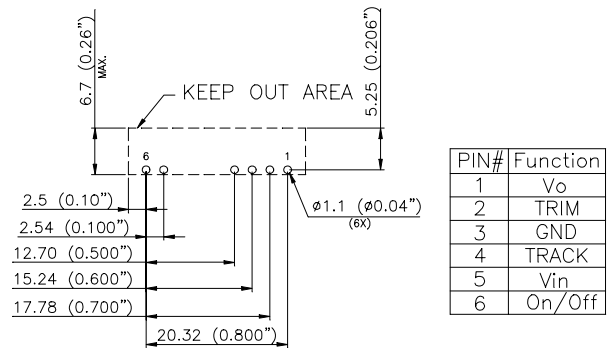 6.7 (0.26”)
MAX.
5.25 (0.206”)
KEEP OUT AREA
6
1
2.5 (0.10”)
2.54 (0.100”)
12.70 (0.500”)
15.24 (0.600”)
17.78 (0.700”)
20.32 (0.800”)
ø1.1 (ø0.04”)
(6X)
PIN# Function
1 Vo
2 TRIM
3 GND
4 TRACK
5 Vin
6 On/Off